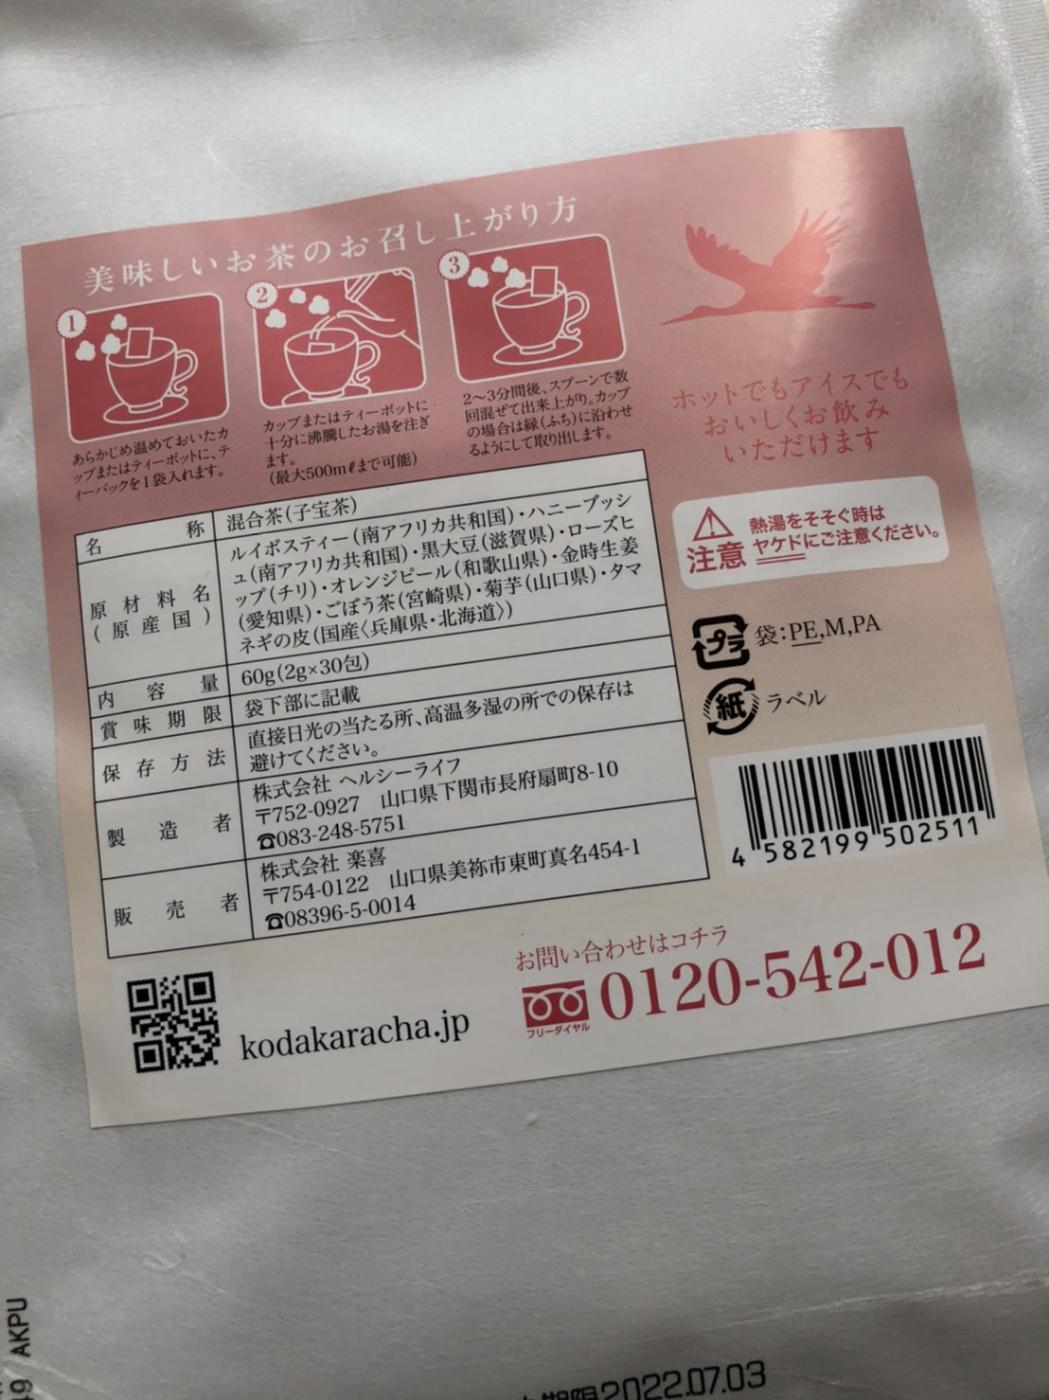 美味しいお茶のお召し上がり方
1
あらかじめ温めておいたカ
ップまたはティーポットに、テ
ィーパックを1袋入れます。
2
カップまたはティーポットに
十分に沸騰したお湯を注ぎ
ます。
(最大500mℓまで可能)
3
2〜3分間後、スプーンで数
回混ぜて出来上がり。カップ
の場合は縁(ふち)に沿わせ
るようにして取り出します。
ホットでもアイスでも
おいしくお飲み
いただけます
注意
熱湯をそそぐ時は
ヤケドにご注意ください。
名称 混合茶(子宝茶)
原材料名
(原産国)
ルイボスティー(南アフリカ共和国)・ハニーブッシ
ュ(南アフリカ共和国)・黒大豆(滋賀県)・ローズヒ
ップ(チリ)・オレンジピール(和歌山県)・金時生姜
(愛知県)・ごぼう茶(宮崎県)・菊芋(山口県)・タマ
ネギの皮(国産〈兵庫県・北海道〉)
内容量 60g(2g×30包)
賞味期限 袋下部に記載
保存方法 直接日光の当たる所、高温多湿の所での保存は
避けてください。
製造者 株式会社 ヘルシーライフ
〒752-0927 山口県下関市長府扇町8-10
☎083-248-5751
販売者 株式会社 楽喜
〒754-0122 山口県美祢市東町真名454-1
☎08396-5-0014
プラ 袋:PE,M,PA
紙 ラベル
4 582199 502511
kodakaracha.jp
お問い合わせはコチラ
フリーダイヤル 0120-542-012
期限2022.07.03
49 AKPU